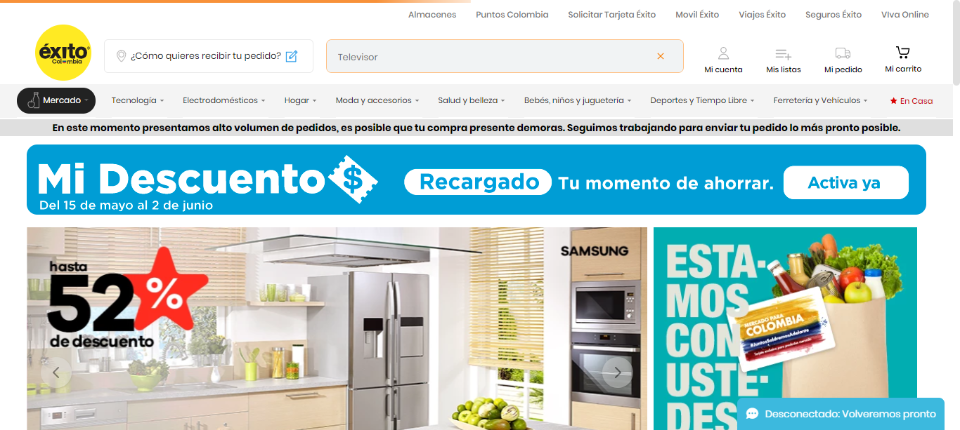 Almacenes Puntos Colombia Solicitar Tarjeta Éxito Movil Éxito Viajes Éxito Seguros Éxito Viva Online
éxito
Colombia
¿Cómo quieres recibir tu pedido?
Televisor
Mi cuenta Mis listas Mi pedido Mi carrito
Mercado Tecnología Electrodomésticos Hogar Moda y accesorios Salud y belleza Bebés, niños y juguetería Deportes y Tiempo Libre Ferretería y Vehículos En Casa
En este momento presentamos alto volumen de pedidos, es posible que tu compra presente demoras. Seguimos trabajando para enviar tu pedido lo más pronto posible.
Mi Descuento $ Recargado Tu momento de ahorrar. Activa ya
Del 15 de mayo al 2 de junio
hasta
52%
de descuento
SAMSUNG
ESTA-
MOS
CON
USTE-
DES
MERCADO PARA
COLOMBIA
Desconectado: Volveremos pronto